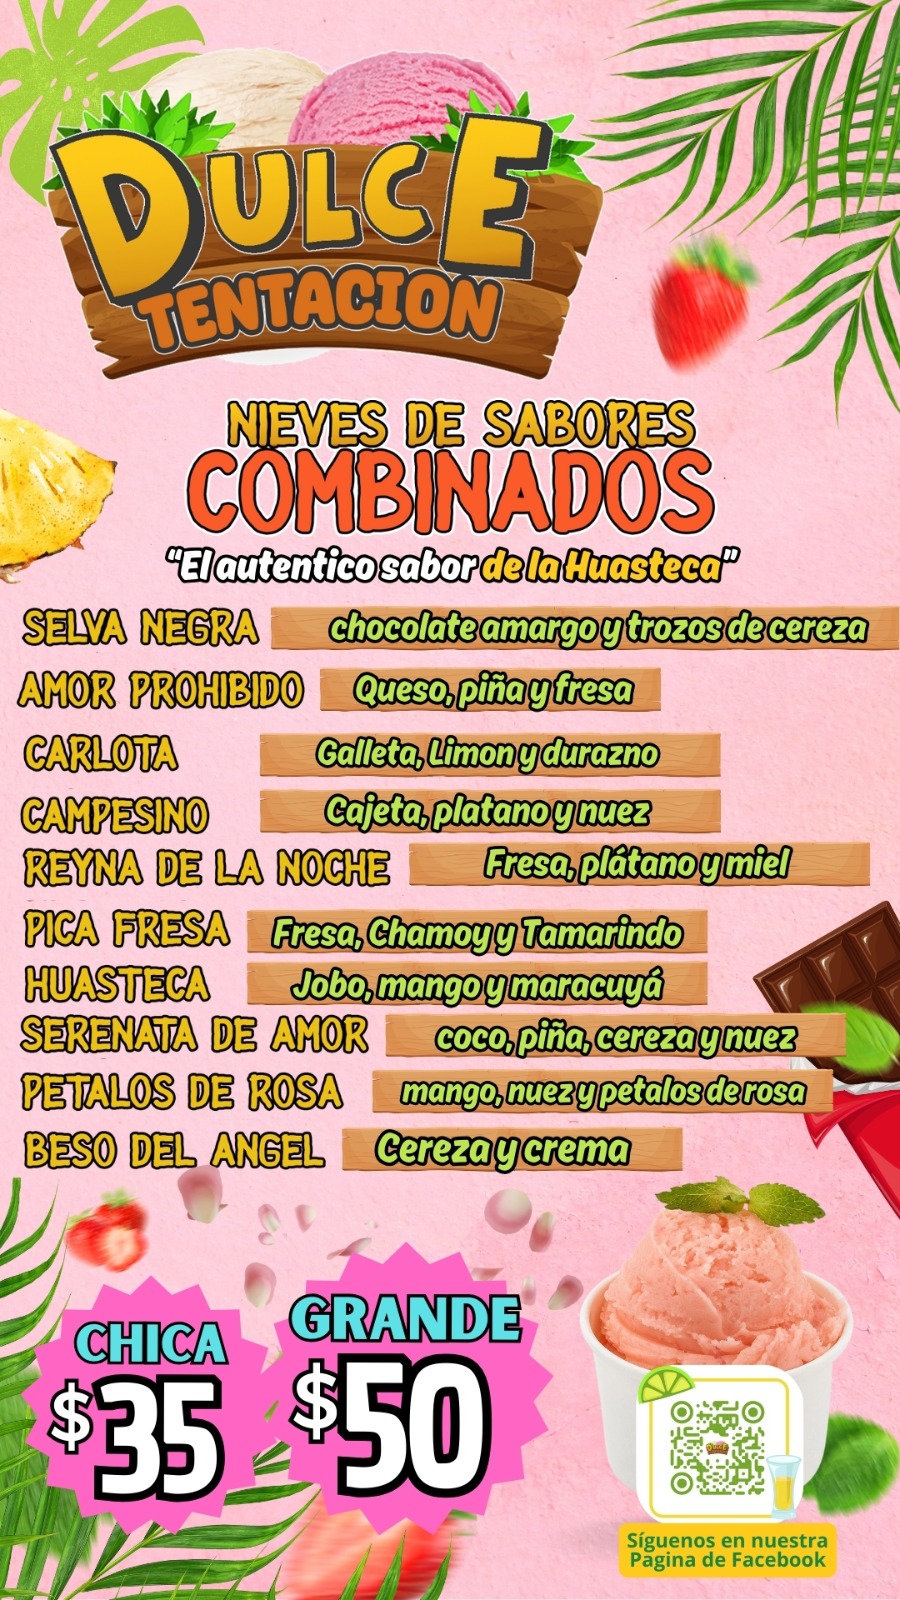 DULCE
TENTACION
NIEVES DE SABORES
COMBINADOS
"El autentico sabor de la Huasteca"
SELVA NEGRA chocolate amargo y trozos de cereza
AMOR PROHIBIDO Queso, piña y fresa
CARLOTA Galleta, Limon y durazno
CAMPESINO Cajeta, platano y nuez
REYNA DE LA NOCHE Fresa, plátano y miel
PICA FRESA Fresa, Chamoy y Tamarindo
HUASTECA Jobo, mango y maracuyá
SERENATA DE AMOR coco, piña, cereza y nuez
PETALOS DE ROSA mango, nuez y petalos de rosa
BESO DEL ANGEL Cereza y crema
CHICA
$35
GRANDE
$50
DULCE
Síguenos en nuestra
Pagina de Facebook